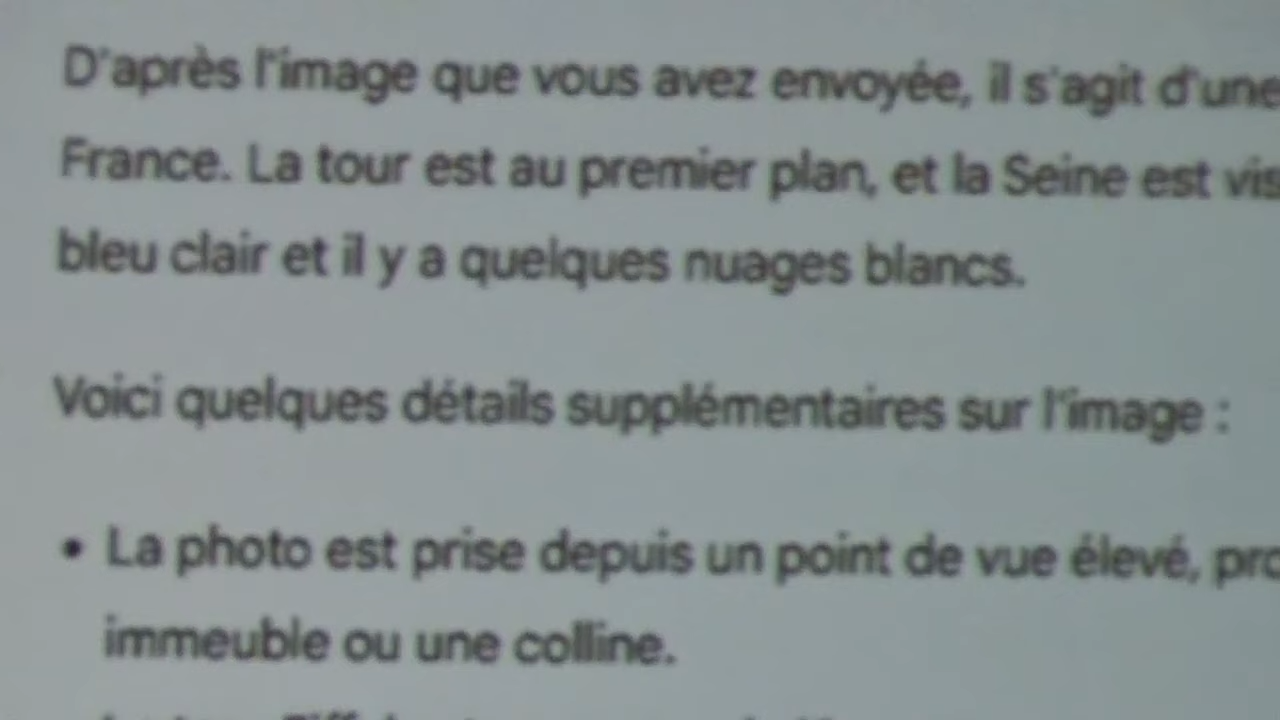 D'après l'image que vous avez envoyée, il s'agit d'une
France. La tour est au premier plan, et la Seine est
bleu clair et il y a quelques nuages blancs.
Voici quelques détails supplémentaires sur l'image :
• La photo est prise depuis un point de vue élevé,
immeuble ou une colline.